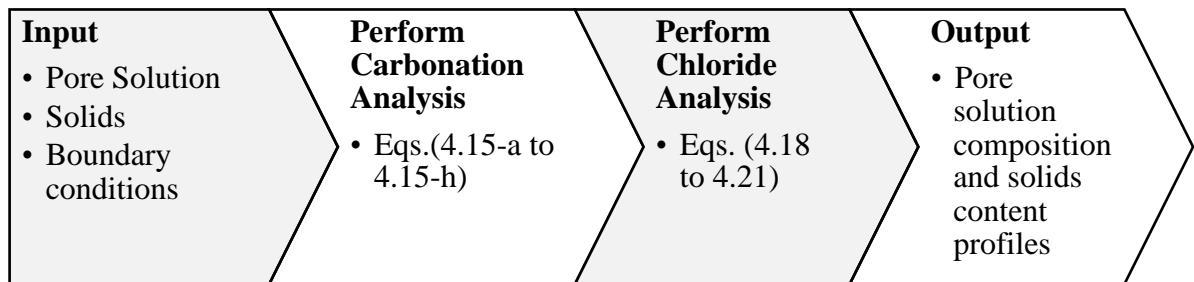 Input
• Pore Solution
• Solids
• Boundary
conditions
Perform
Carbonation
Analysis
• Eqs.(4.15-a to
4.15-h)
Perform
Chloride
Analysis
• Eqs. (4.18
to 4.21)
Output
• Pore
solution
composition
and solids
content
profiles